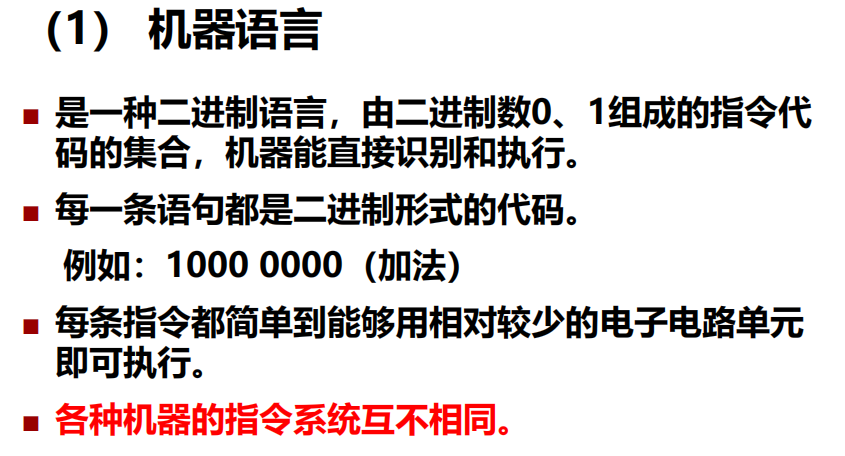 （1） 机器语言
■ 是一种二进制语言，由二进制数0、1组成的指令代
码的集合，机器能直接识别和执行。
■ 每一条语句都是二进制形式的代码。
例如：1000 0000（加法）
■ 每条指令都简单到能够用相对较少的电子电路单元
即可执行。
■ 各种机器的指令系统互不相同。